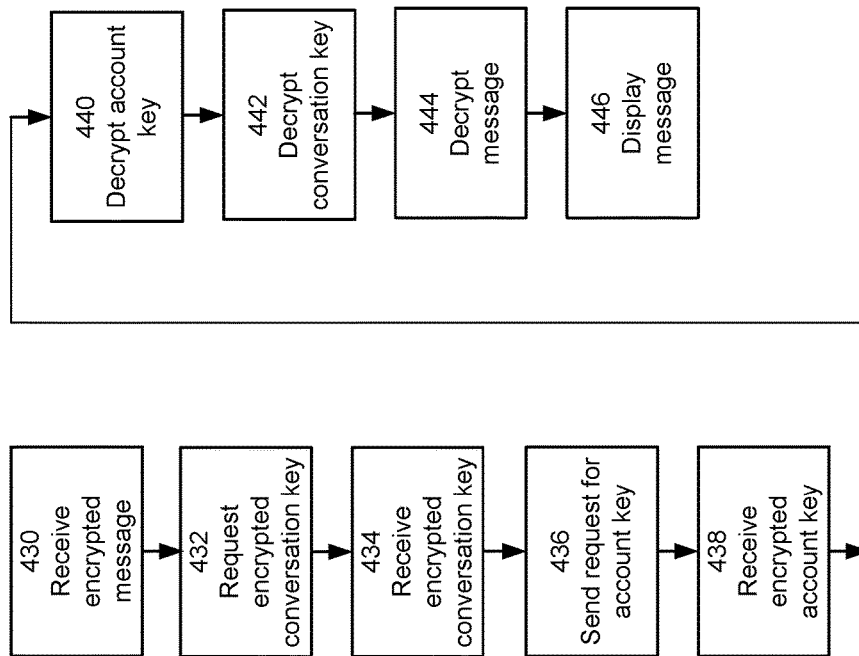 430
Receive
encrypted
message
432
Request
encrypted
conversation key
434
Receive encrypted
conversation key
436
Send request for
account key
438
Receive
encrypted
account key
440
Decrypt account
key
442
Decrypt
conversation key
444
Decrypt
message
446
Display
message